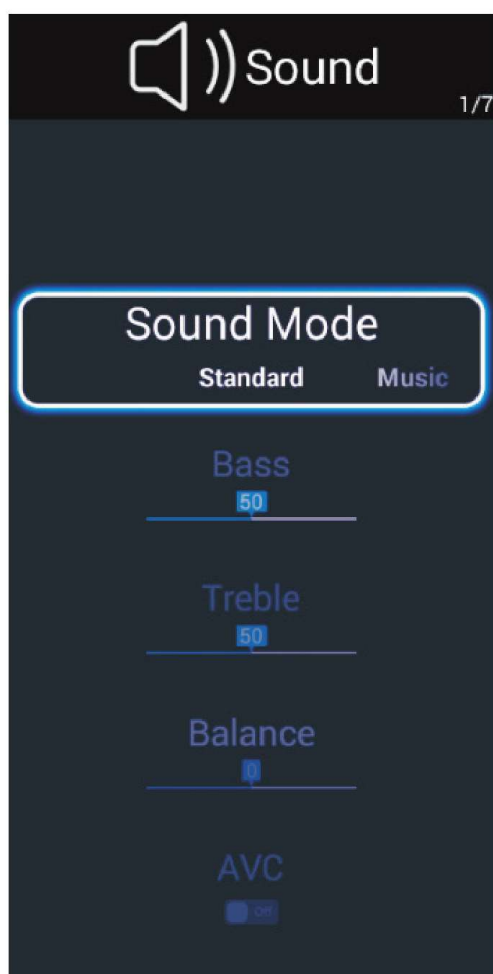 Sound
1/7
Sound Mode
Standard Music
Bass
50
Treble
50
Balance
0
AVC
Off